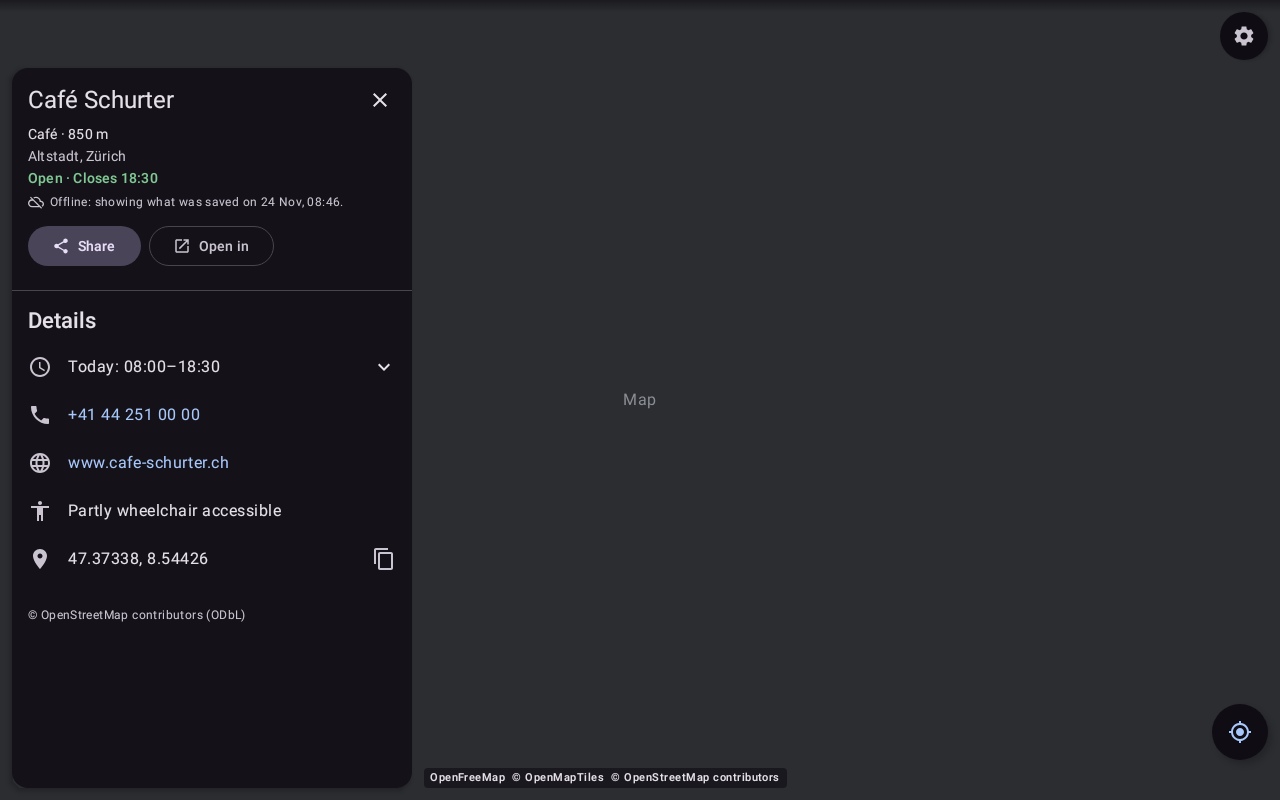 Café Schurter
Café · 850 m
Altstadt, Zürich
Open · Closes 18:30
Offline: showing what was saved on 24 Nov, 08:46.
Share
Open in
Details
Today: 08:00–18:30
+41 44 251 00 00
www.cafe-schurter.ch
Partly wheelchair accessible
47.37338, 8.54426
© OpenStreetMap contributors (ODbL)
Map
OpenFreeMap © OpenMapTiles © OpenStreetMap contributors